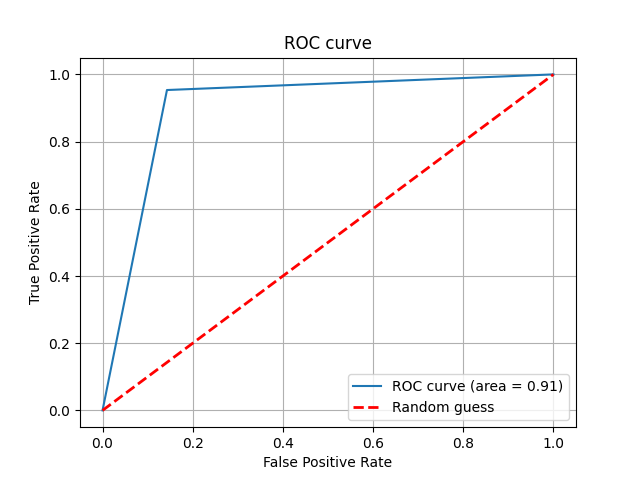 ROC curve
1.0
0.8
0.6
0.4
0.2
0.0
True Positive Rate
0.0 0.2 0.4 0.6 0.8 1.0
False Positive Rate
ROC curve (area = 0.91)
Random guess